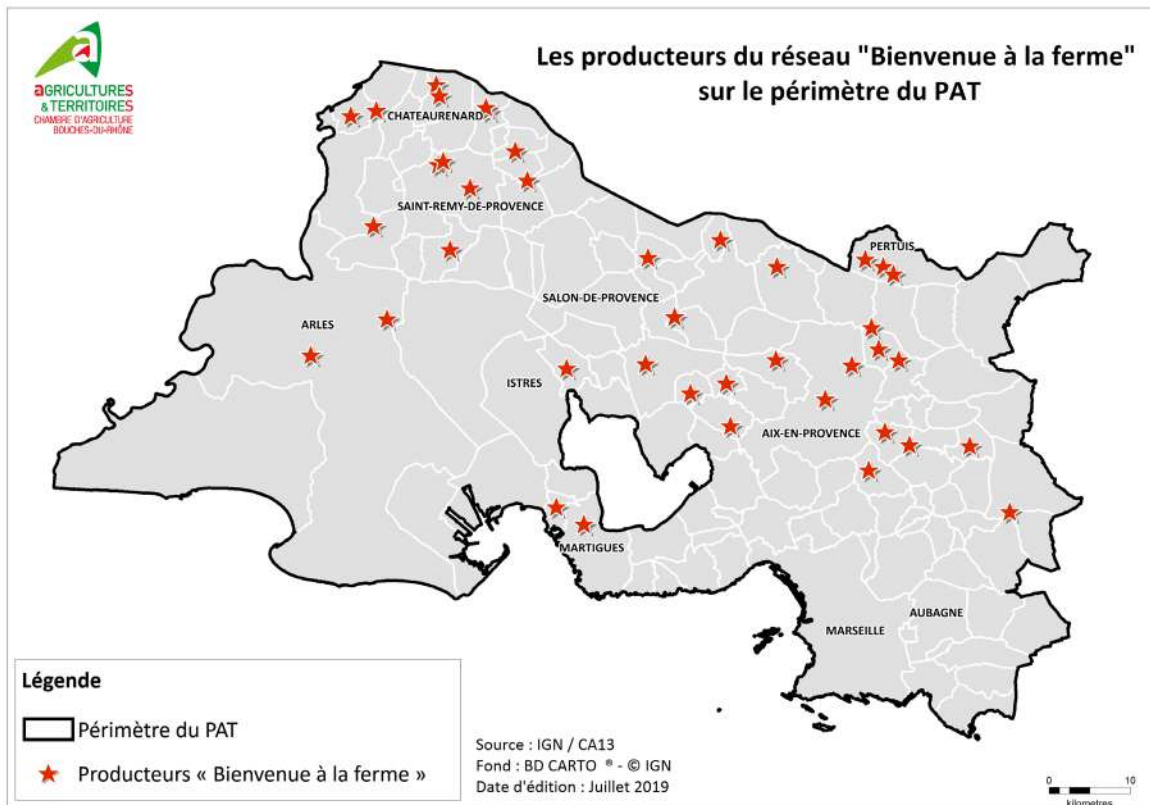 aGRICULTURES
& TERRITOIRES
CHAMBRE D'AGRICULTURE
BOUCHES-DU-RHÔNE
Les producteurs du réseau "Bienvenue à la ferme"
sur le périmètre du PAT
CHATEAURENARD
SAINT-REMY-DE-PROVENCE
PERTUIS
SALON-DE-PROVENCE
ARLES
ISTRES
AIX-EN-PROVENCE
MARTIGUES
AUBAGNE
MARSEILLE
Légende
Périmètre du PAT
Producteurs « Bienvenue à la ferme »
Source : IGN / CA13
Fond : BD CARTO ® - © IGN
Date d'édition : Juillet 2019
0 10
kilometres